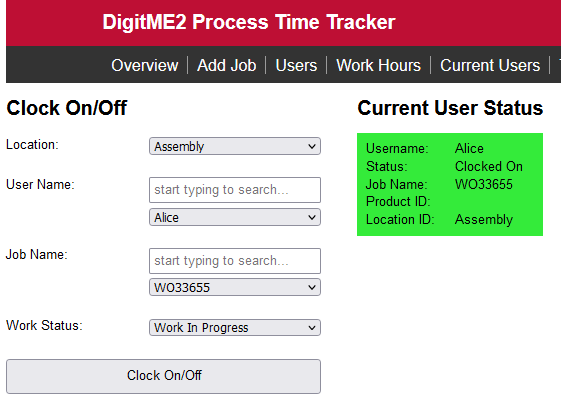 DigitME2 Process Time Tracker
Overview Add Job Users Work Hours Current Users
Clock On/Off
Location: Assembly
User Name: start typing to search...
Alice
Job Name: start typing to search...
WO33655
Work Status: Work In Progress
Clock On/Off
Current User Status
Username: Alice
Status: Clocked On
Job Name: WO33655
Product ID:
Location ID: Assembly